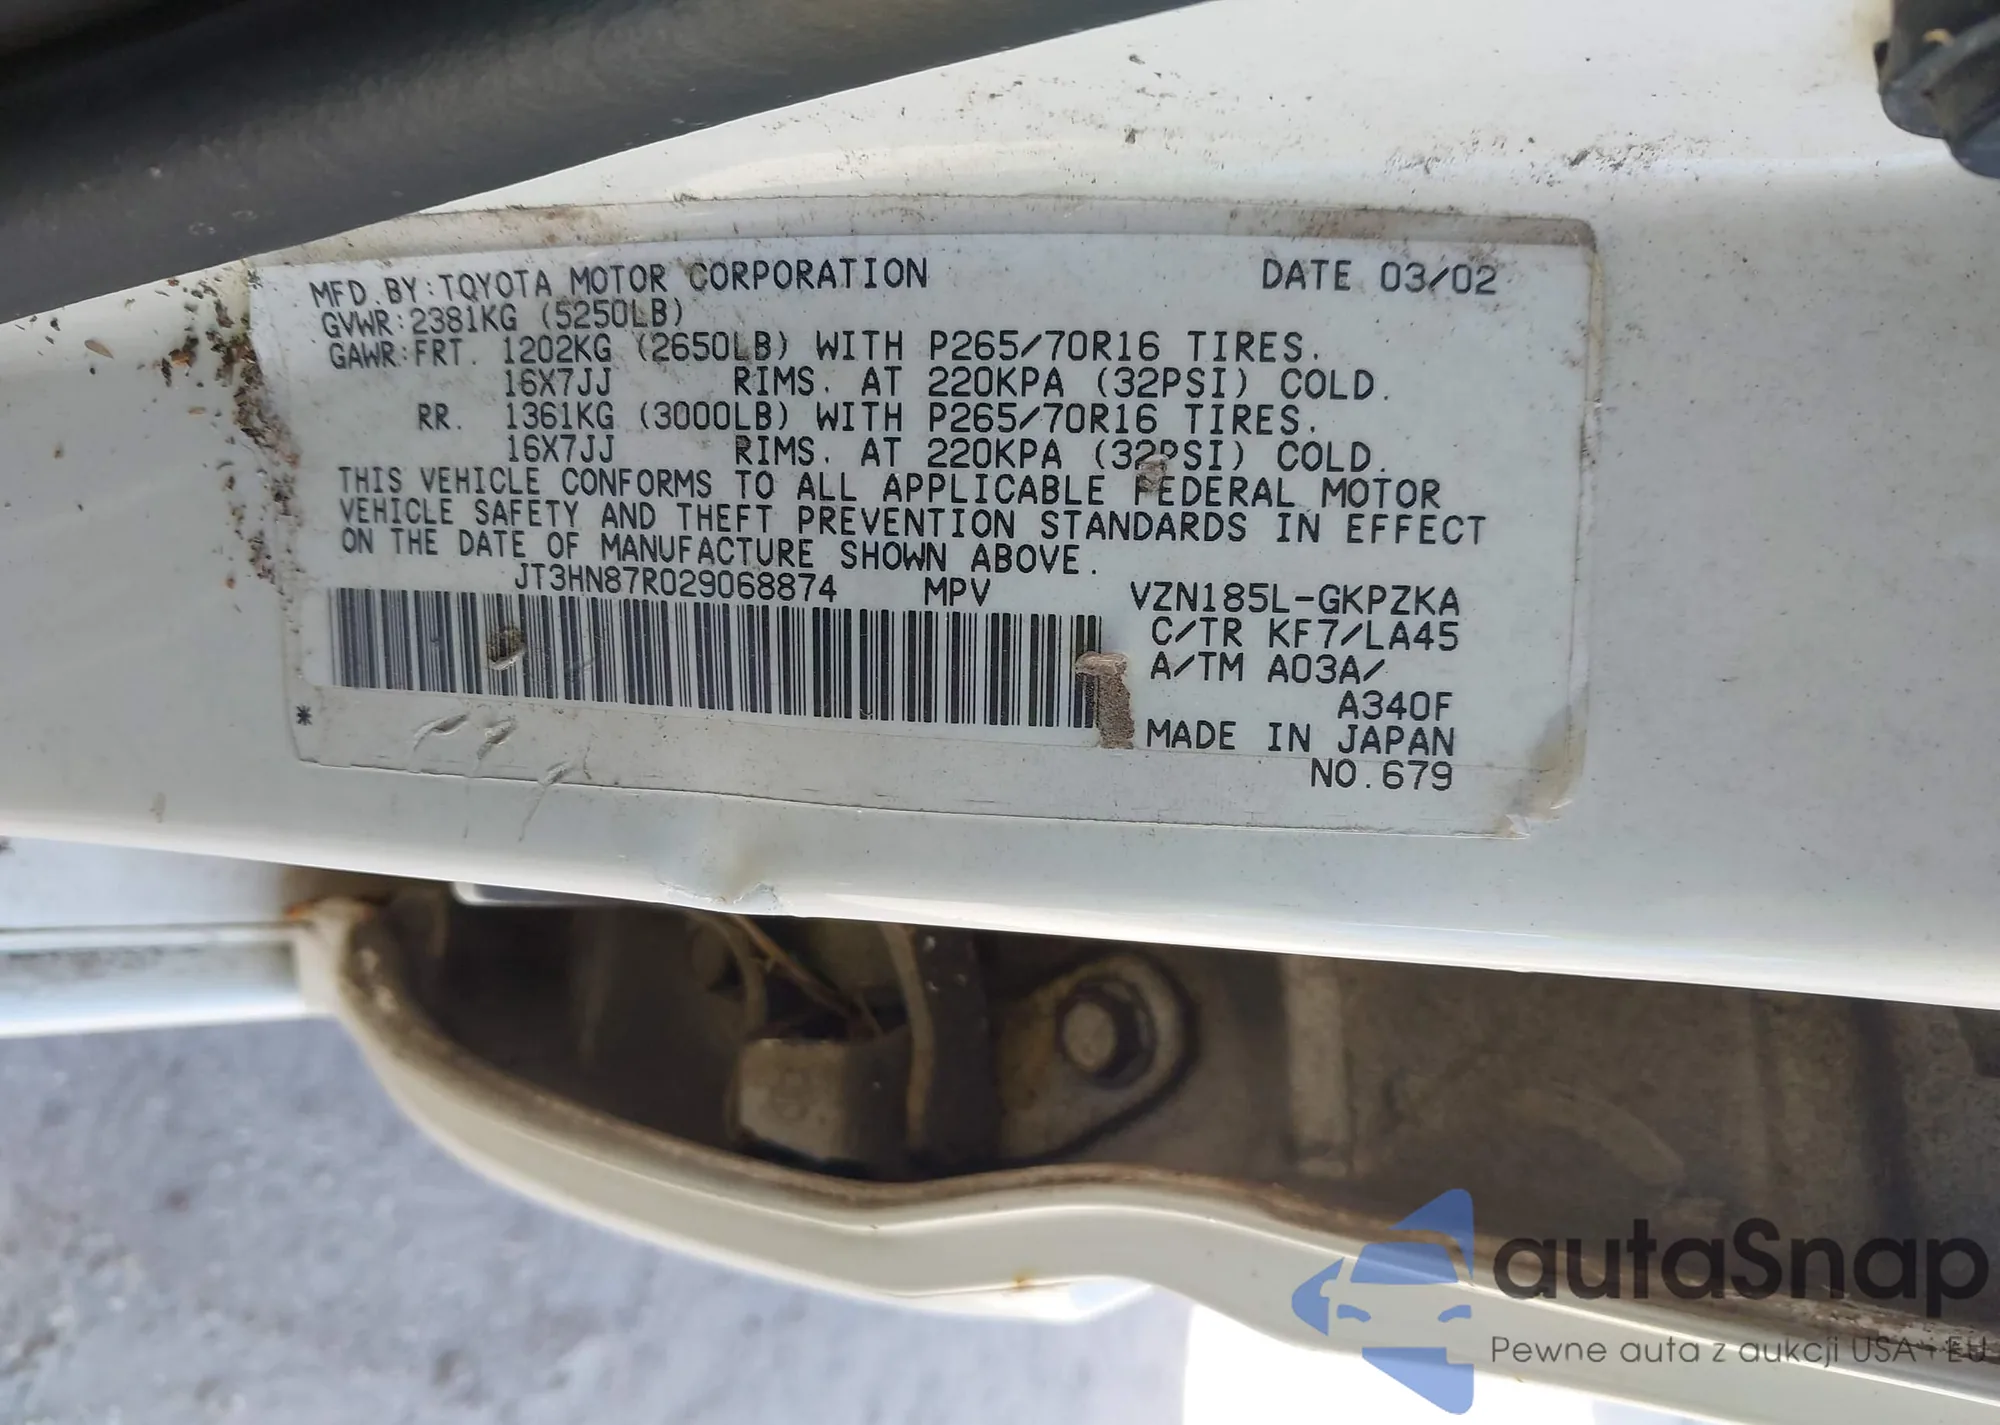 MFD. BY: TOYOTA MOTOR CORPORATION DATE 03/02
GVWR: 2381KG (5250LB)
GAWR: FRT. 1202KG (2650LB) WITH P265/70R16 TIRES.
16X7JJ RIMS. AT 220KPA (32PSI) COLD.
RR. 1361KG (3000LB) WITH P265/70R16 TIRES.
16X7JJ RIMS. AT 220KPA (32PSI) COLD.
THIS VEHICLE CONFORMS TO ALL APPLICABLE FEDERAL MOTOR
VEHICLE SAFETY AND THEFT PREVENTION STANDARDS IN EFFECT
ON THE DATE OF MANUFACTURE SHOWN ABOVE.
JT3HN87R029068874 MPV VZN185L-GKPZKA
C/TR KF7/LA45
A/TM A03A/
A340F
* MADE IN JAPAN
NO.679
autaSnap
Pewne auta z aukcji USA i EU